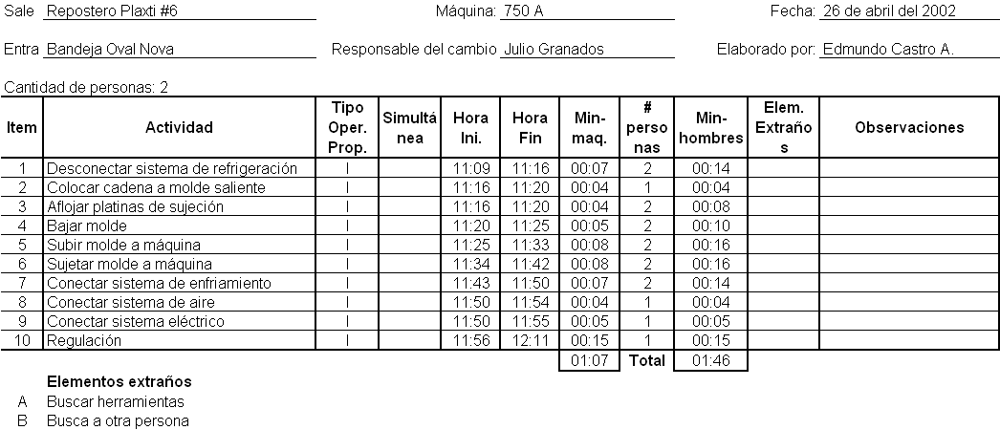 Sale Repostero Plaxti #6 Máquina: 750 A Fecha: 26 de abril del 2002
Entra Bandeja Oval Nova Responsable del cambio Julio Granados Elaborado por: Edmundo Castro A.
Cantidad de personas: 2
Item Actividad Tipo Oper. Prop. Simultá nea Hora Ini. Hora Fin Min-maq. # perso nas Min-hombres Elem. Extraño s Observaciones
1 Desconectar sistema de refrigeración I 11:09 11:16 00:07 2 00:14
2 Colocar cadena a molde saliente I 11:16 11:20 00:04 1 00:04
3 Aflojar platinas de sujeción I 11:16 11:20 00:04 2 00:08
4 Bajar molde I 11:20 11:25 00:05 2 00:10
5 Subir molde a máquina I 11:25 11:33 00:08 2 00:16
6 Sujetar molde a máquina I 11:34 11:42 00:08 2 00:16
7 Conectar sistema de enfriamiento I 11:43 11:50 00:07 2 00:14
8 Conectar sistema de aire I 11:50 11:54 00:04 1 00:04
9 Conectar sistema eléctrico I 11:50 11:55 00:05 1 00:05
10 Regulación I 11:56 12:11 00:15 1 00:15
01:07 Total 01:46
Elementos extraños
A Buscar herramientas
B Busca a otra persona